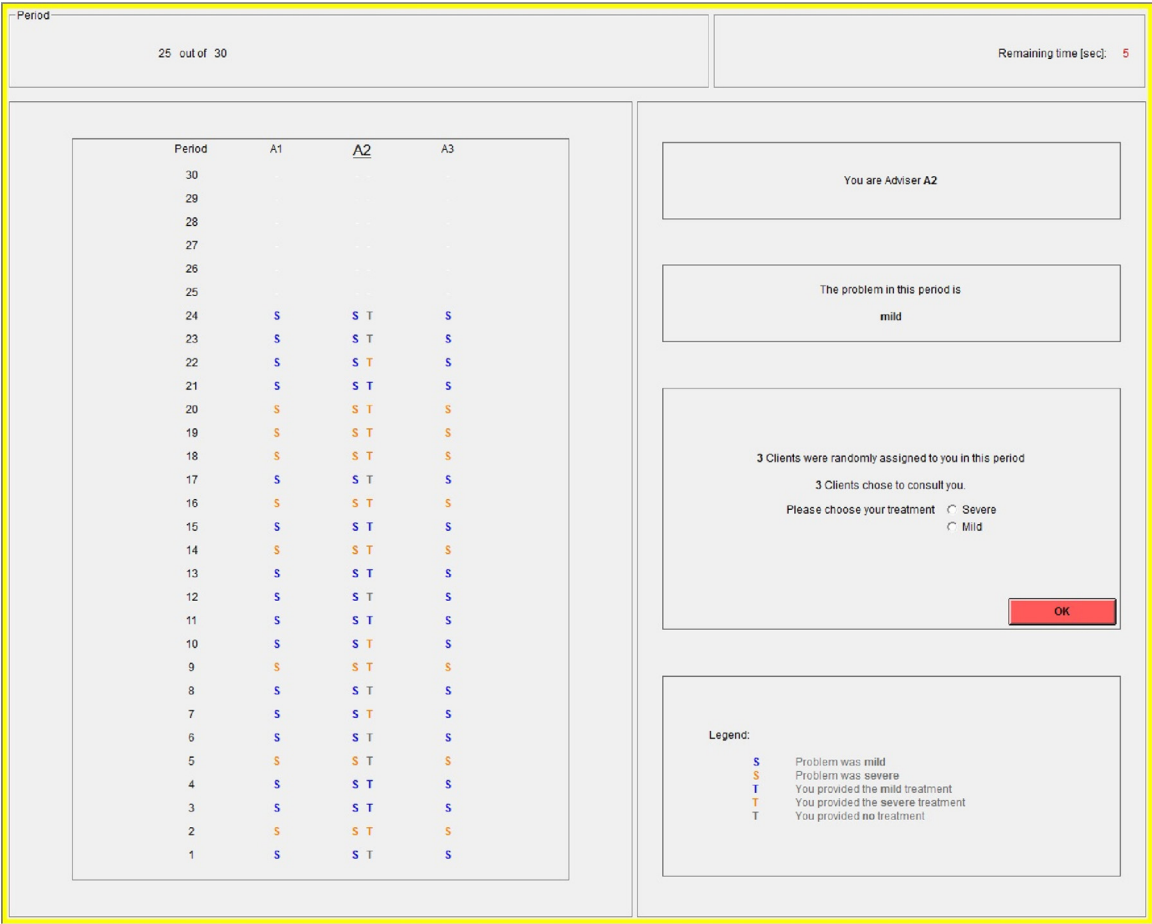 Period
25 out of 30
Remaining time [sec]: 5
Period A1 A2 A3
30
29
28
27
26
25
24 S S T S
23 S S T S
22 S S T S
21 S S T S
20 S S T S
19 S S T S
18 S S T S
17 S S T S
16 S S T S
15 S S T S
14 S S T S
13 S S T S
12 S S T S
11 S S T S
10 S S T S
9 S S T S
8 S S T S
7 S S T S
6 S S T S
5 S S T S
4 S S T S
3 S S T S
2 S S T S
1 S S T S
You are Adviser A2
The problem in this period is
mild
3 Clients were randomly assigned to you in this period
3 Clients chose to consult you.
Please choose your treatment Severe
Mild
OK
Legend:
S Problem was mild
S Problem was severe
T You provided the mild treatment
T You provided the severe treatment
T You provided no treatment